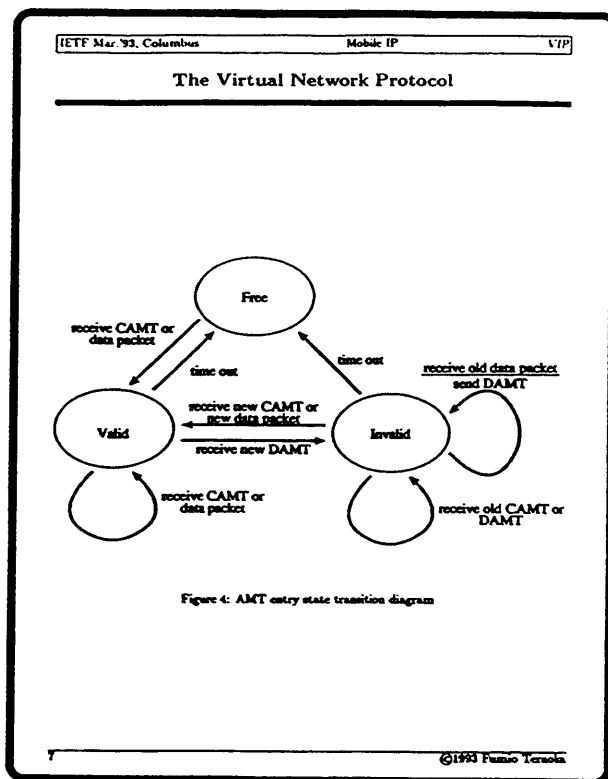 IETF Mar.'93, Columbus Mobile IP VIP
The Virtual Network Protocol
Free
receive CAMT or
data packet
time out
time out
receive old data packet
send DAMT
Valid
receive new CAMT or
new data packet
receive new DAMT
Invalid
receive CAMT or
data packet
receive old CAMT or
DAMT
Figure 4: AMT entry state transition diagram
7 ©1993 Fumio Teraoka